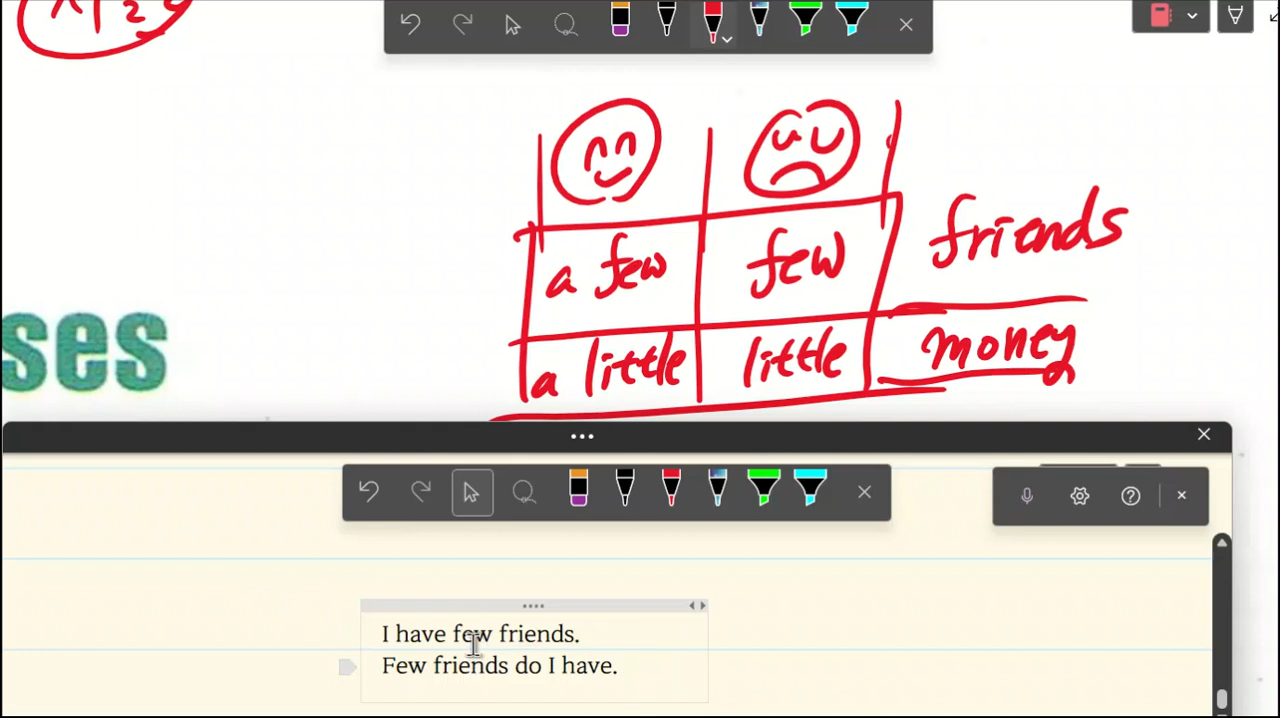 a few few friends
ses
a little little money
I have few friends.
Few friends do I have.